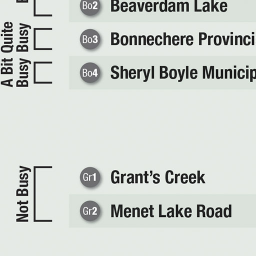 Bo2 Beaverdam Lake
Quite Busy
Bo3 Bonnechere Provinci
A Bit Busy
Bo4 Sheryl Boyle Municip
Not Busy
Gr1 Grant's Creek
Gr2 Menet Lake Road